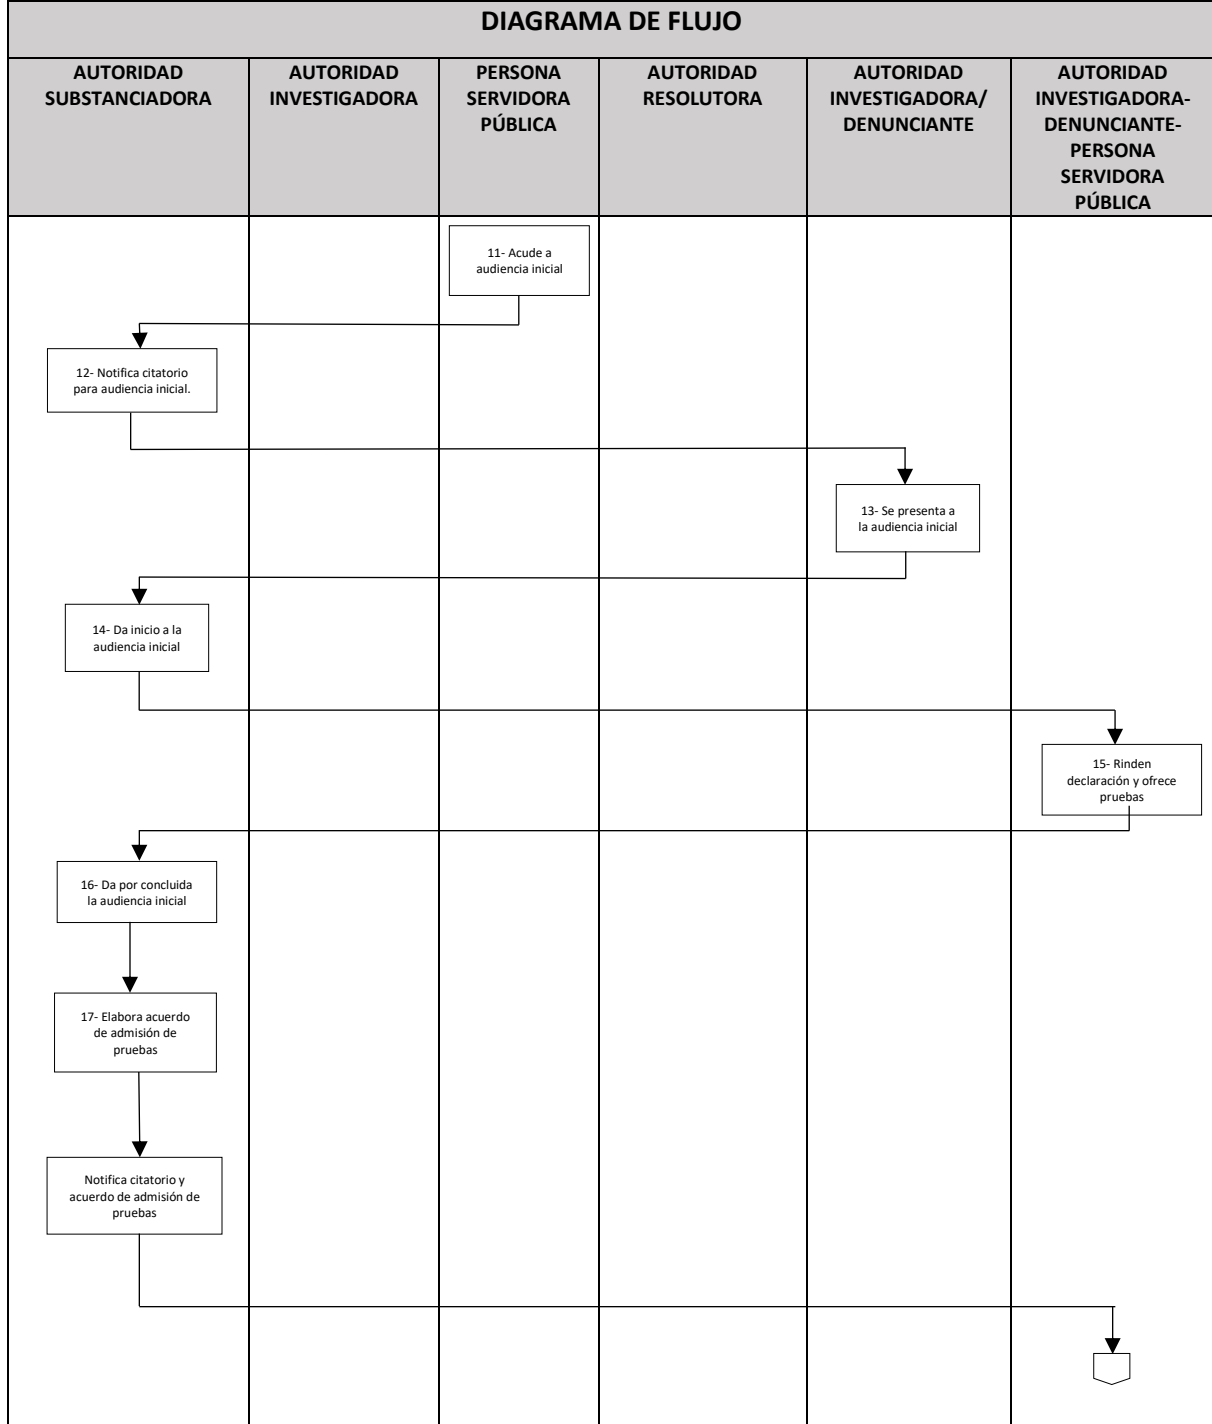 DIAGRAMA DE FLUJO
AUTORIDAD
SUBSTANCIADORA
AUTORIDAD
INVESTIGADORA
PERSONA
SERVIDORA
PÚBLICA
AUTORIDAD
RESOLUTORA
AUTORIDAD
INVESTIGADORA/
DENUNCIANTE
AUTORIDAD
INVESTIGADORA-
DENUNCIANTE-
PERSONA
SERVIDORA
PÚBLICA
11- Acude a
audiencia inicial
12- Notifica citatorio
para audiencia inicial.
13- Se presenta a
la audiencia inicial
14- Da inicio a la
audiencia inicial
15- Rinden
declaración y ofrece
pruebas
16- Da por concluida
la audiencia inicial
17- Elabora acuerdo
de admisión de
pruebas
Notifica citatorio y
acuerdo de admisión de
pruebas